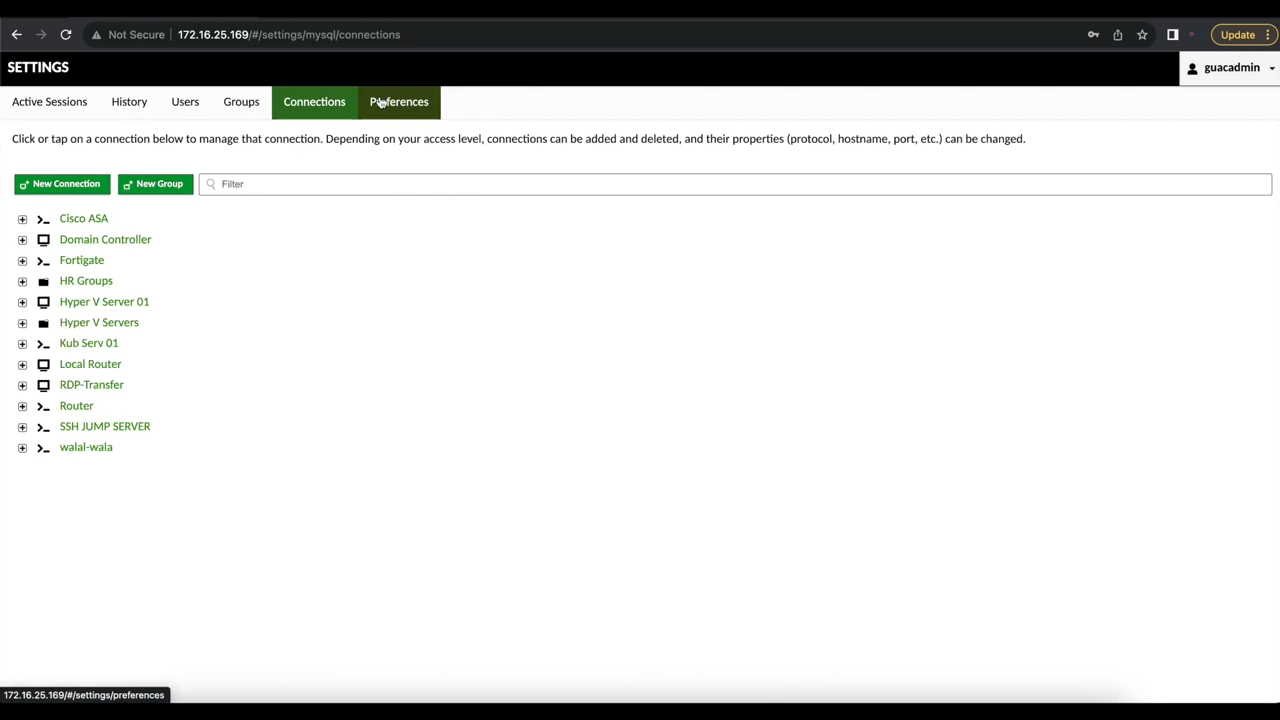 Not Secure 172.16.25.169/#/settings/mysql/connections Update
SETTINGS guacadmin
Active Sessions History Users Groups Connections Preferences
Click or tap on a connection below to manage that connection. Depending on your access level, connections can be added and deleted, and their properties (protocol, hostname, port, etc.) can be changed.
New Connection New Group Filter
Cisco ASA
Domain Controller
Fortigate
HR Groups
Hyper V Server 01
Hyper V Servers
Kub Serv 01
Local Router
RDP-Transfer
Router
SSH JUMP SERVER
walal-wala
172.16.25.169/#/settings/preferences